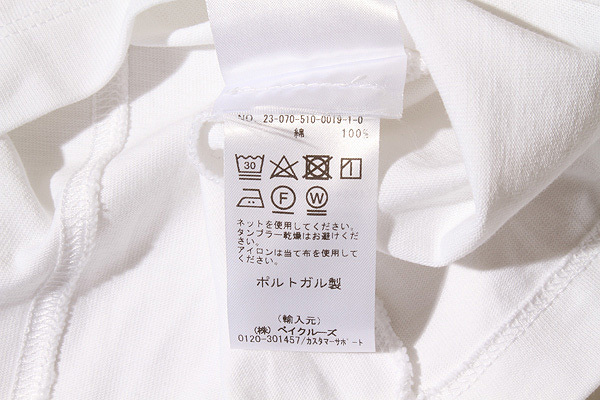 NO. 23-070-510-0019-1-0
綿 100%
30
F W
ネットを使用してください。
タンブラー乾燥はお避けくださ
い。
アイロンは当て布を使用して
ください。
ポルトガル製
(輸入元)
(株) ベイクルーズ
0120-301457/カスタマーサポート